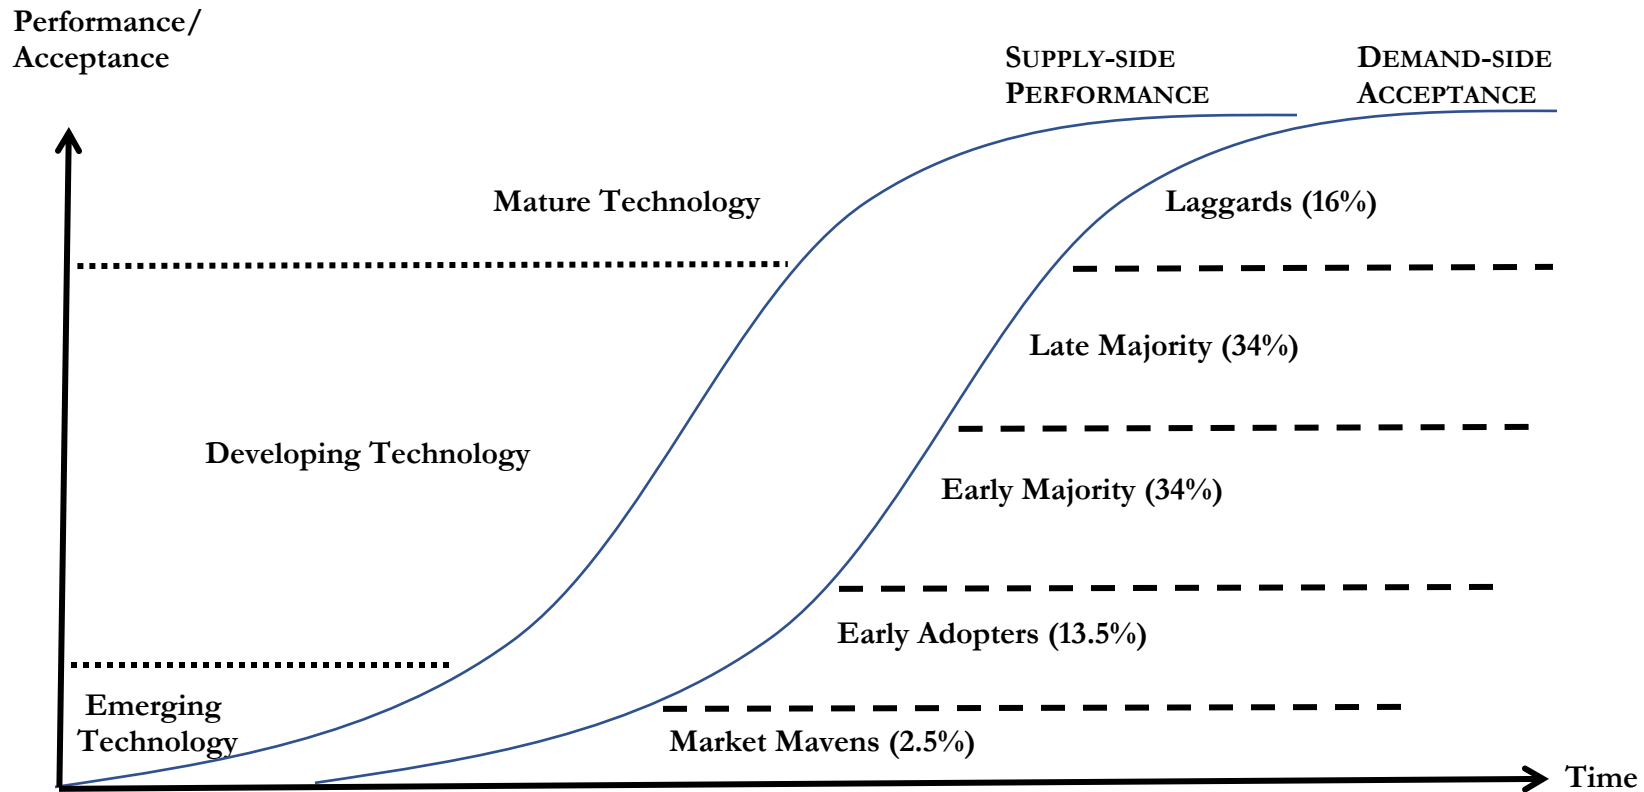 Performance/
Acceptance
SUPPLY-SIDE
PERFORMANCE
DEMAND-SIDE
ACCEPTANCE
Mature Technology
Laggards (16%)
Late Majority (34%)
Developing Technology
Early Majority (34%)
Early Adopters (13.5%)
Emerging
Technology
Market Mavens (2.5%)
Time